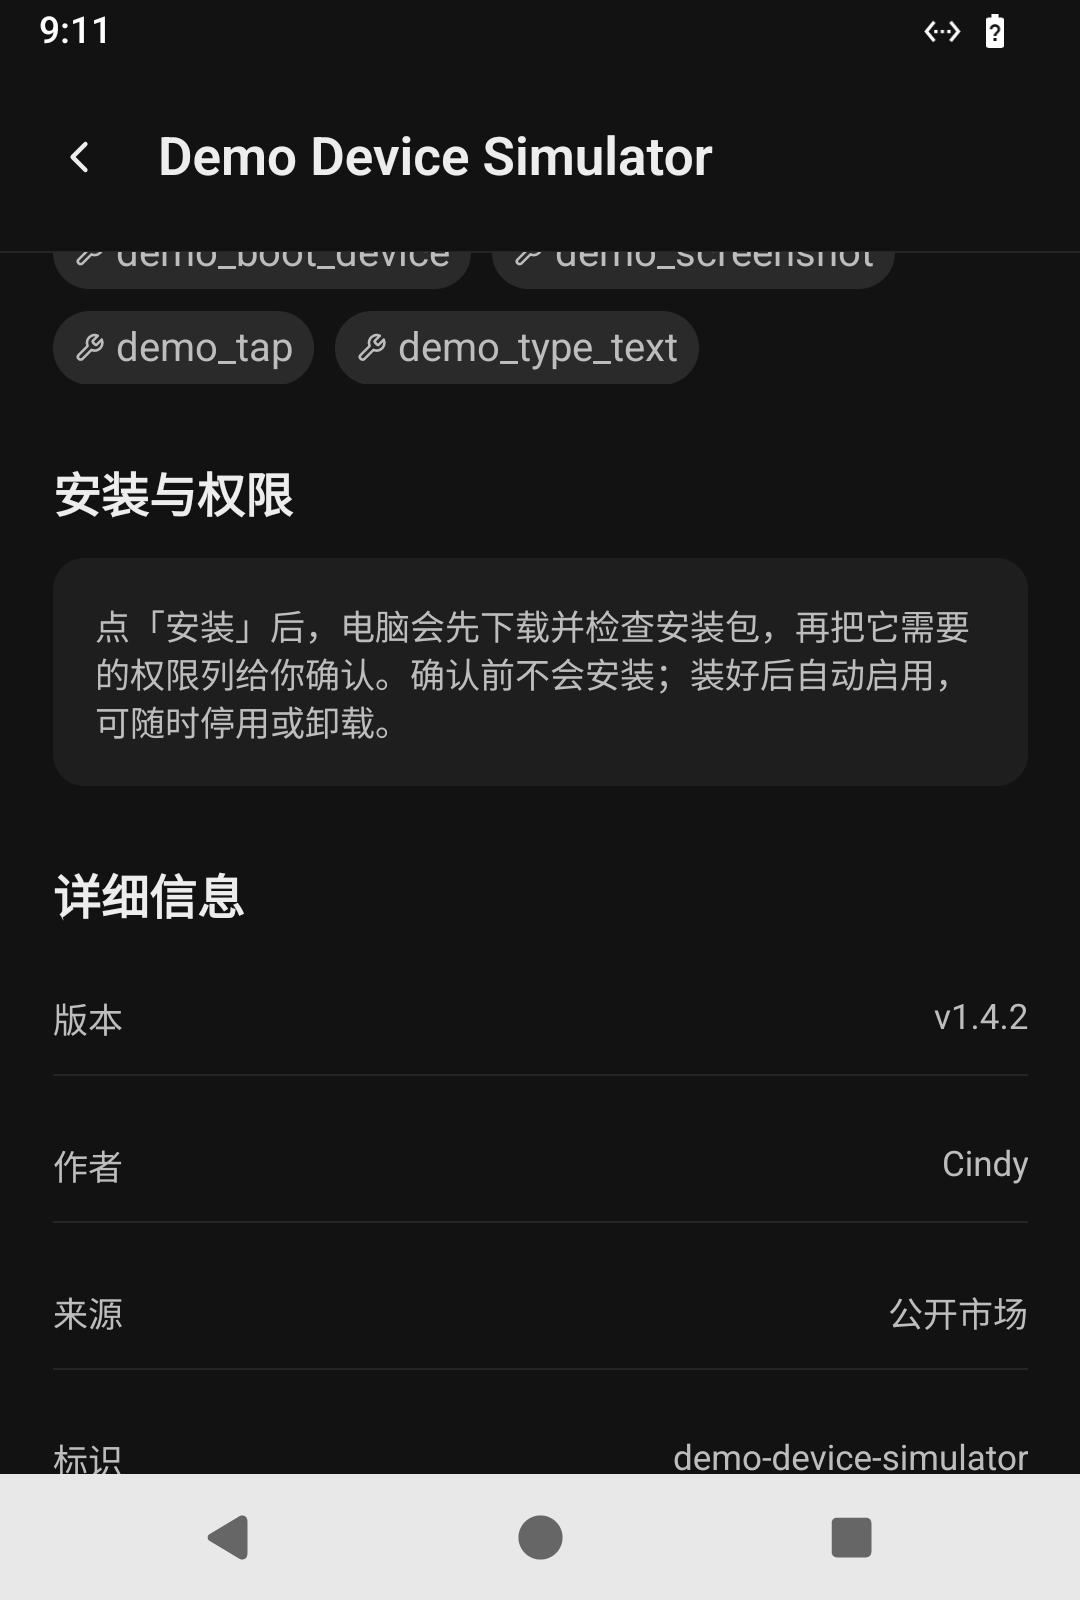 9:11
Demo Device Simulator
demo_boot_device demo_screenshot
demo_tap demo_type_text
安装与权限
点「安装」后，电脑会先下载并检查安装包，再把它需要
的权限列给你确认。确认前不会安装；装好后自动启用，
可随时停用或卸载。
详细信息
版本 v1.4.2
作者 Cindy
来源 公开市场
标识 demo-device-simulator